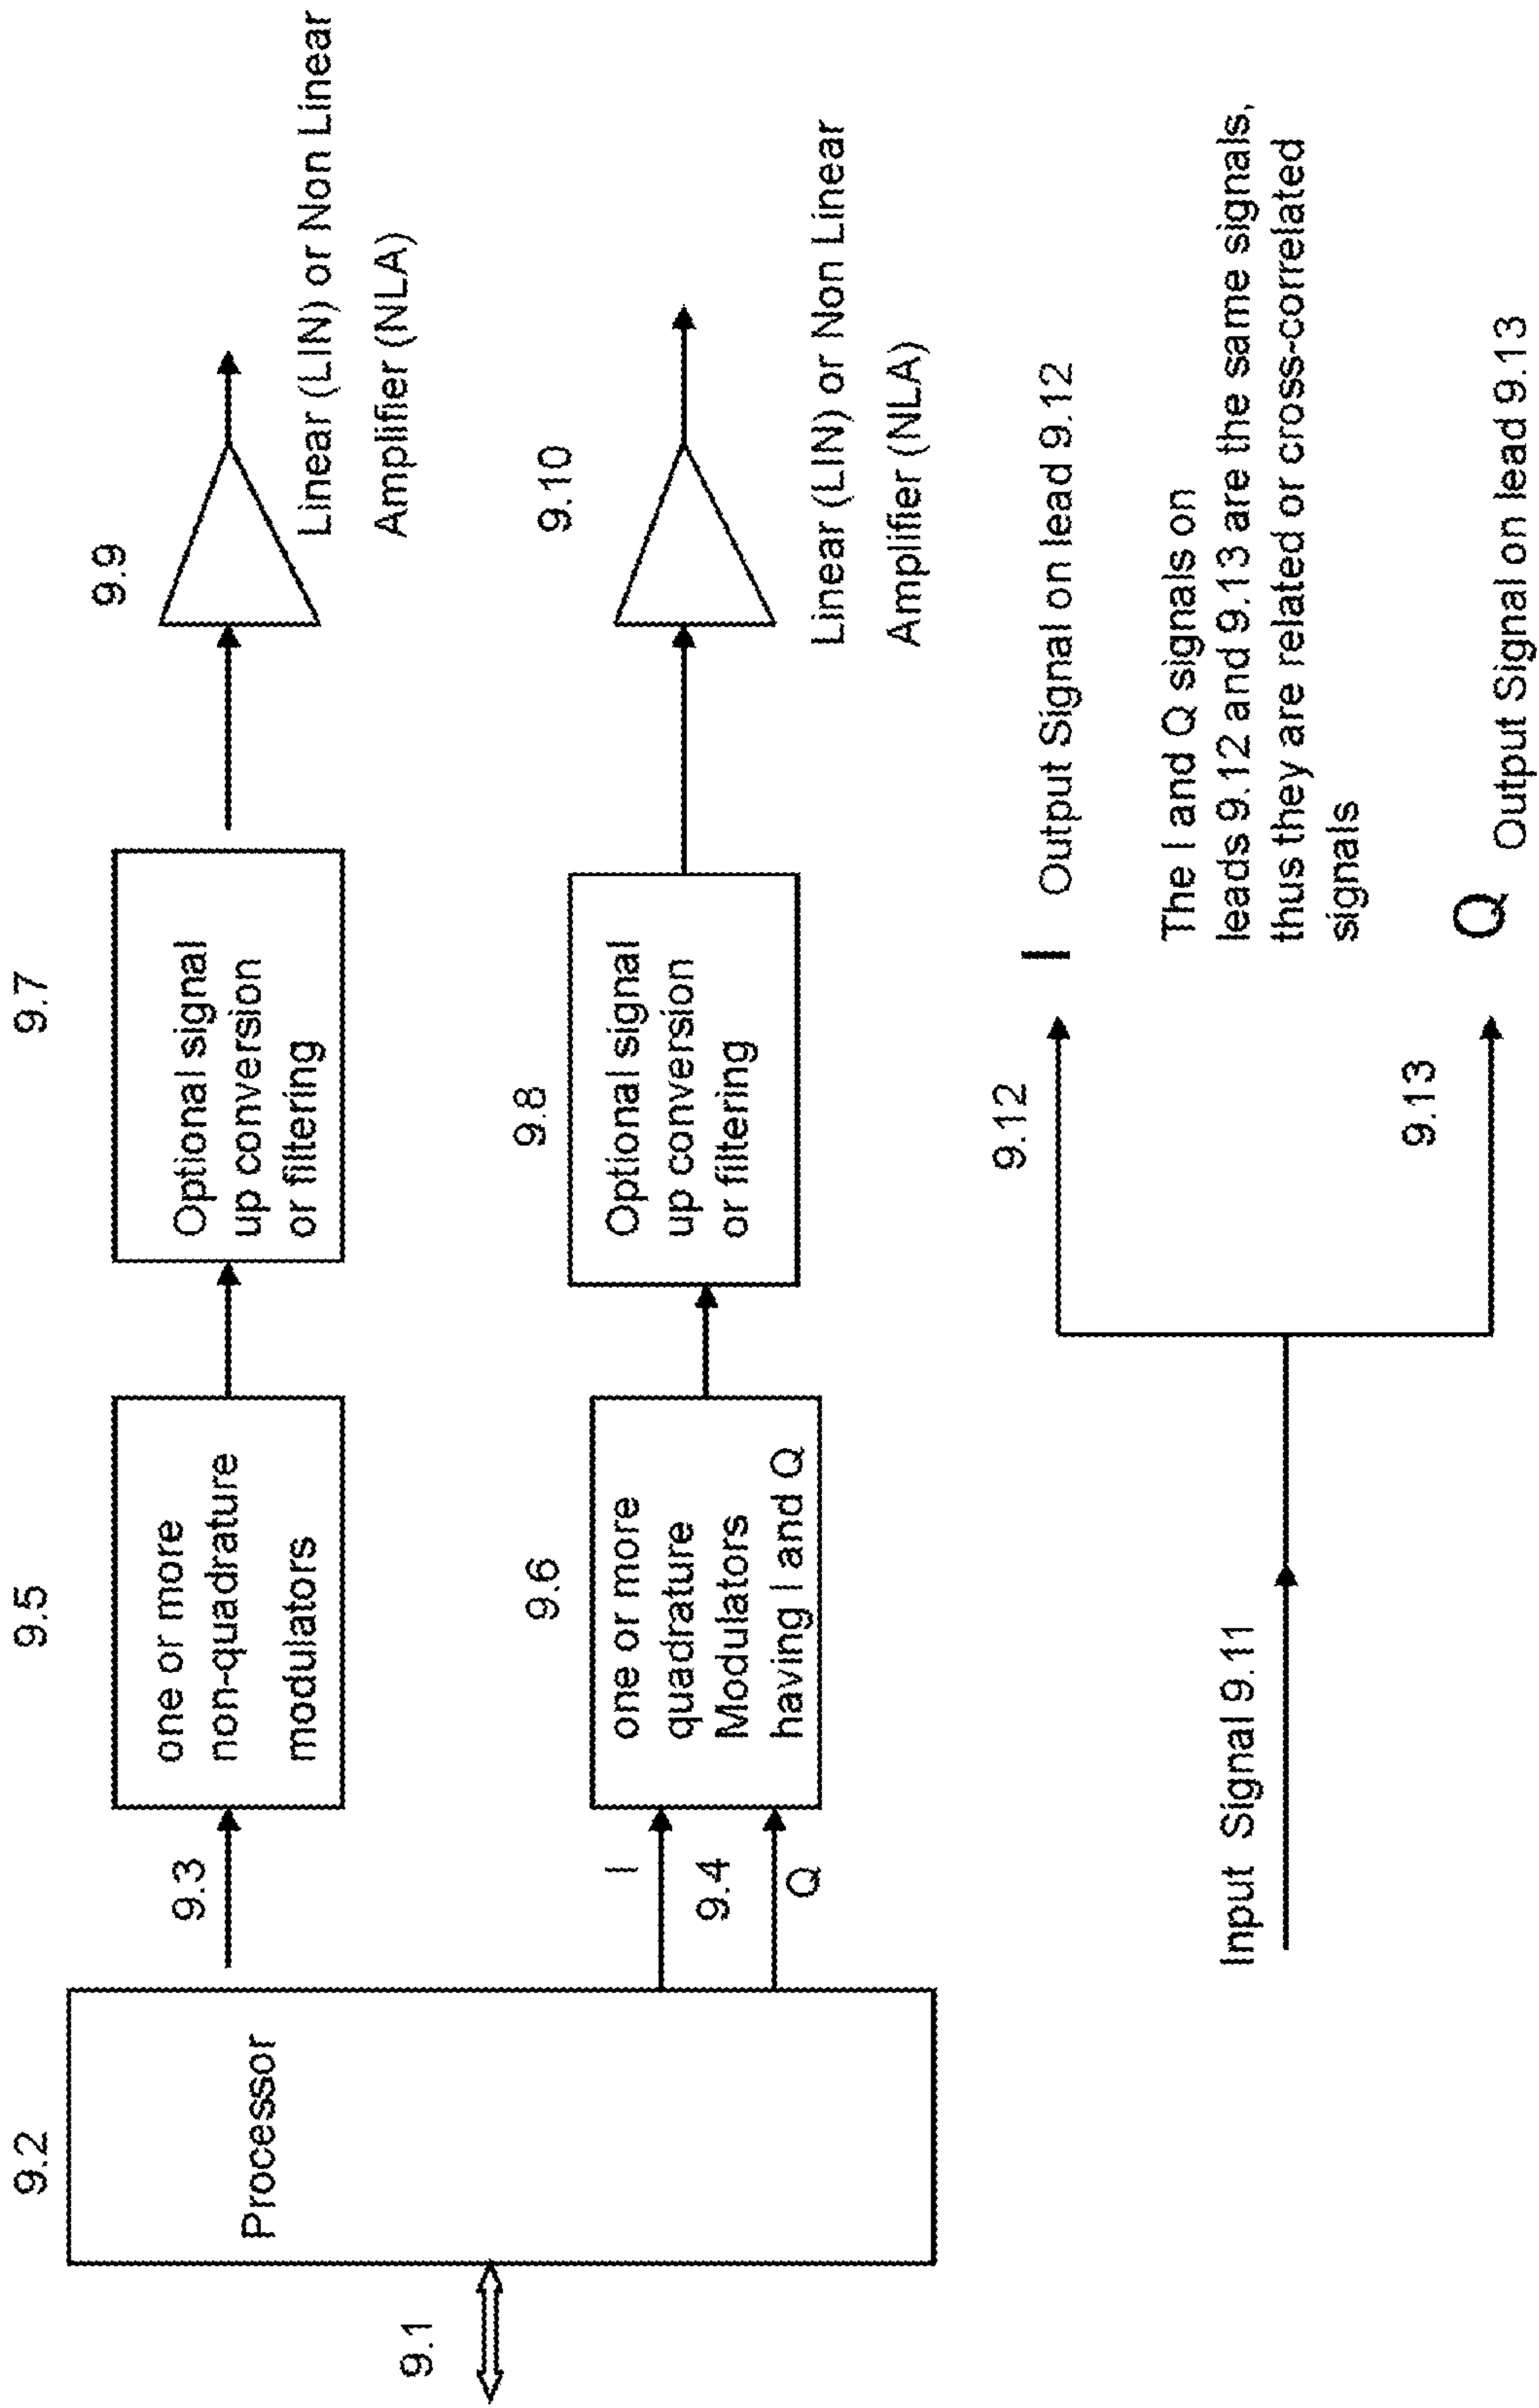 9.1
9.2
Processor
9.3
I
9.4
Q
9.5
one or more
non-quadrature
modulators
9.6
one or more
quadrature
Modulators
having I and Q
9.7
Optional signal
up conversion
or filtering
9.8
Optional signal
up conversion
or filtering
9.9
Linear (LIN) or Non Linear
Amplifier (NLA)
9.10
Linear (LIN) or Non Linear
Amplifier (NLA)
Input Signal 9.11
9.12
I
Output Signal on lead 9.12
The I and Q signals on
leads 9.12 and 9.13 are the same signals,
thus they are related or cross-correlated
signals
9.13
Q
Output Signal on lead 9.13